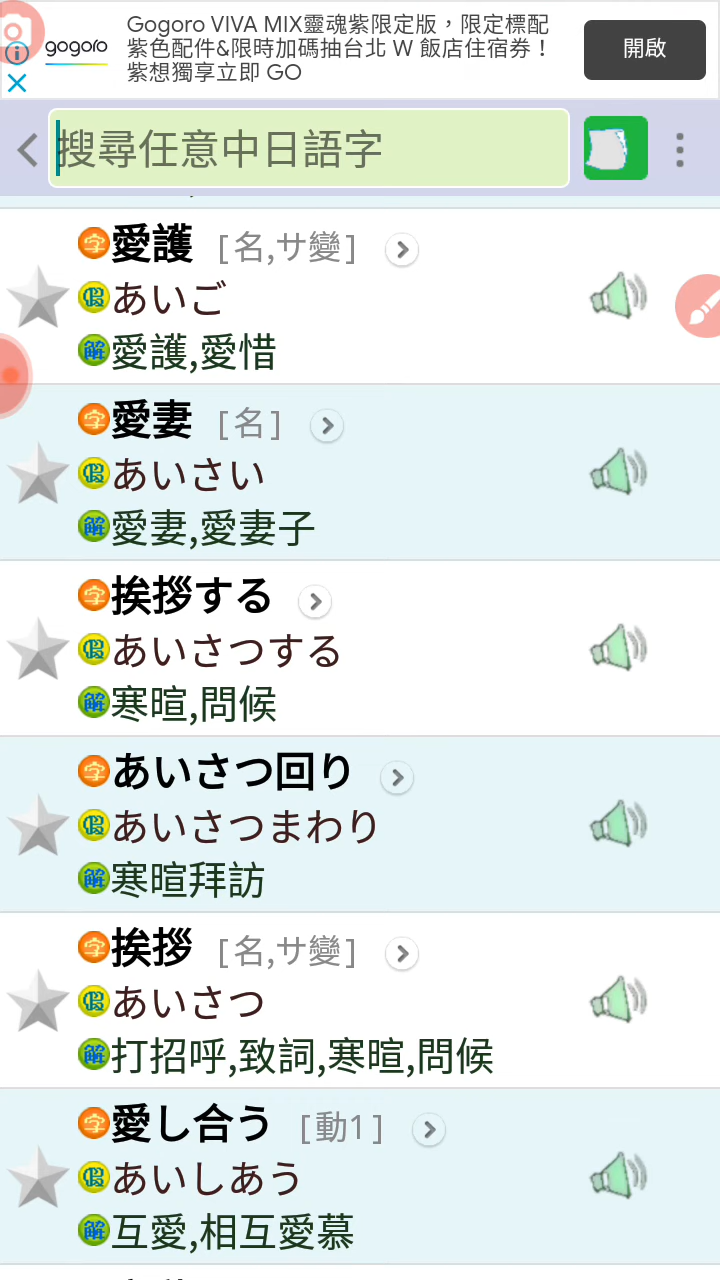 Gogoro VIVA MIX靈魂紫限定版，限定標配
紫色配件&限時加碼抽台北 W 飯店住宿券！
紫想獨享立即 GO
gogoro
開啟
搜尋任意中日語字
字愛護 [名,サ變]
假あいご
解愛護,愛惜
字愛妻 [名]
假あいさい
解愛妻,愛妻子
字挨拶する
假あいさつする
解寒暄,問候
字あいさつ回り
假あいさつまわり
解寒暄拜訪
字挨拶 [名,サ變]
假あいさつ
解打招呼,致詞,寒暄,問候
字愛し合う [動1]
假あいしあう
解互愛,相互愛慕